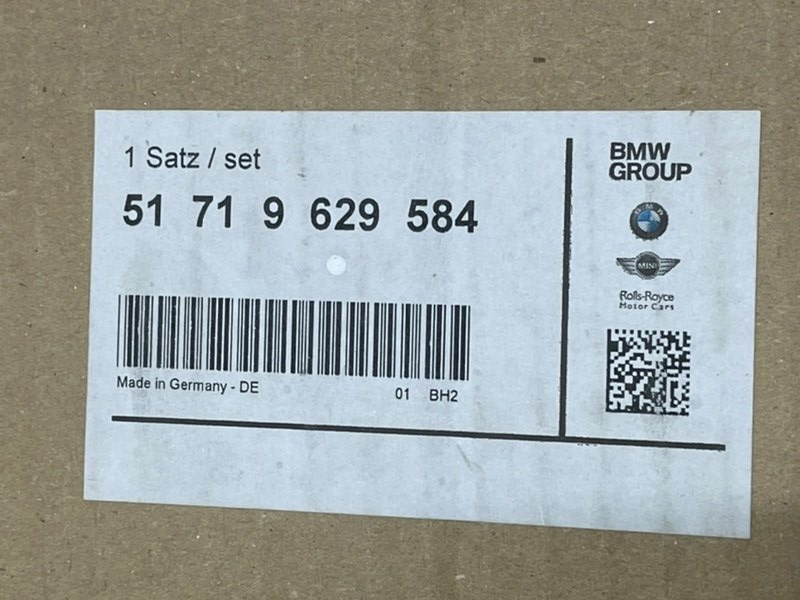 1 Satz / set
51 71 9 629 584
Made in Germany - DE
01 BH2
BMW
GROUP
BMW
MINI
Rolls-Royce
Motor Cars